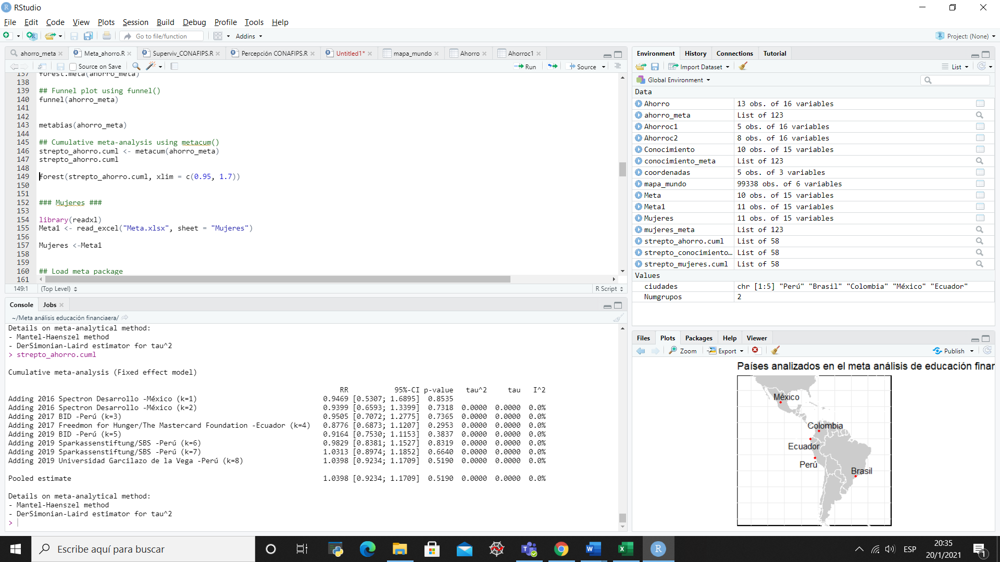 RStudio
File Edit Code View Plots Session Build Debug Profile Tools Help
Go to file/function Addins Project: (None)
ahorro_meta Meta_ahorro.R Superviv_CONAFIPS.R Percepción CONAFIPS.R Untitled1* mapa_mundo Ahorro Ahorroc1
Source on Save Run Source
137 forest.meta(ahorro_meta)
138
139 ## Funnel plot using funnel()
140 funnel(ahorro_meta)
141
142
143 metabias(ahorro_meta)
144
145 ## Cumulative meta-analysis using metacum()
146 strepto_ahorro.cuml <- metacum(ahorro_meta)
147 strepto_ahorro.cuml
148
149 forest(strepto_ahorro.cuml, xlim = c(0.95, 1.7))
150
151
152 ### Mujeres ###
153
154 library(readxl)
155 Meta1 <- read_excel("Meta.xlsx", sheet = "Mujeres")
156
157 Mujeres <-Meta1
158
159
160 ## Load meta package
161
149:1 (Top Level) R Script
Console Jobs
~/Meta análisis educación financiaera/
Details on meta-analytical method:
- Mantel-Haenszel method
- DerSimonian-Laird estimator for tau^2
> strepto_ahorro.cuml
Cumulative meta-analysis (Fixed effect model)
RR 95%-CI p-value tau^2 tau I^2
Adding 2016 Spectron Desarrollo -México (k=1) 0.9469 [0.5307; 1.6895] 0.8535
Adding 2016 Spectron Desarrollo -México (k=2) 0.9399 [0.6593; 1.3399] 0.7318 0.0000 0.0000 0.0%
Adding 2017 BID -Perú (k=3) 0.9505 [0.7072; 1.2775] 0.7365 0.0000 0.0000 0.0%
Adding 2017 Freedmon for Hunger/The Mastercard Foundation -Ecuador (k=4) 0.8776 [0.6873; 1.1207] 0.2953 0.0000 0.0000 0.0%
Adding 2019 BID -Perú (k=5) 0.9164 [0.7530; 1.1153] 0.3837 0.0000 0.0000 0.0%
Adding 2019 Sparkassenstiftung/SBS -Perú (k=6) 0.9829 [0.8381; 1.1527] 0.8319 0.0000 0.0000 0.0%
Adding 2019 Sparkassenstiftung/SBS -Perú (k=7) 1.0313 [0.8974; 1.1852] 0.6640 0.0000 0.0000 0.0%
Adding 2019 Universidad Garcilazo de la Vega -Perú (k=8) 1.0398 [0.9234; 1.1709] 0.5190 0.0000 0.0000 0.0%
Pooled estimate 1.0398 [0.9234; 1.1709] 0.5190 0.0000 0.0000 0.0%
Details on meta-analytical method:
- Mantel-Haenszel method
- DerSimonian-Laird estimator for tau^2
>
Environment History Connections Tutorial
Import Dataset List
Global Environment
Data
Ahorro 13 obs. of 16 variables
ahorro_meta List of 123
Ahorroc1 5 obs. of 16 variables
Ahorroc2 8 obs. of 16 variables
Conocimiento 10 obs. of 15 variables
conocimiento_meta List of 123
coordenadas 5 obs. of 3 variables
mapa_mundo 99338 obs. of 6 variables
Meta 10 obs. of 15 variables
Meta1 11 obs. of 15 variables
Mujeres 11 obs. of 15 variables
mujeres_meta List of 123
strepto_ahorro.cuml List of 58
strepto_conocimiento… List of 58
strepto_mujeres.cuml List of 58
Values
ciudades chr [1:5] "Perú" "Brasil" "Colombia" "México" "Ecuador"
Numgrupos 2
Files Plots Packages Help Viewer
Zoom Export Publish
Países analizados en el meta análisis de educación finar
México
Colombia
Ecuador
Perú
Brasil
Escribe aquí para buscar
ESP
20:35
20/1/2021
1